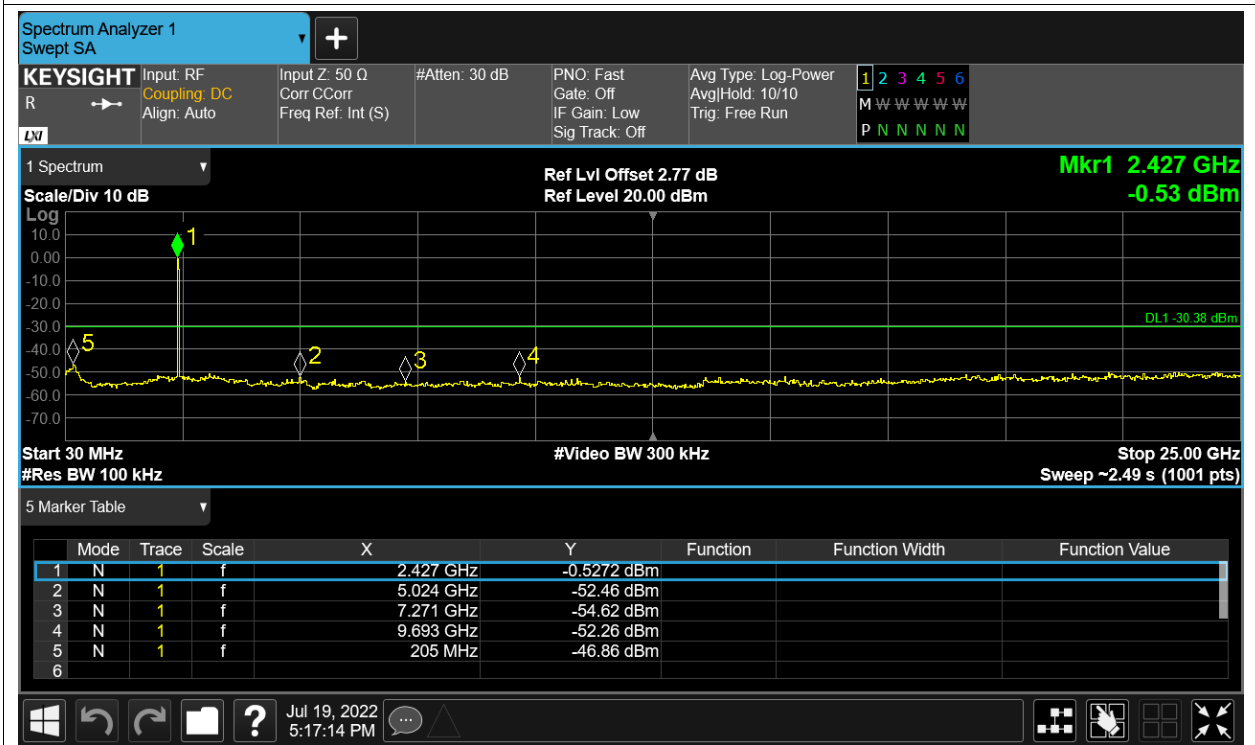 Spectrum Analyzer 1
Swept SA
+
KEYSIGHT Input: RF Input Z: 50 Ω #Atten: 30 dB PNO: Fast Avg Type: Log-Power 1 2 3 4 5 6
R Coupling: DC Corr CCorr Gate: Off Avg|Hold: 10/10 M W W W W W
Align: Auto Freq Ref: Int (S) IF Gain: Low Trig: Free Run
LXI Sig Track: Off P N N N N N
1 Spectrum Ref Lvl Offset 2.77 dB Mkr1 2.427 GHz
Scale/Div 10 dB Ref Level 20.00 dBm -0.53 dBm
Log
10.0 1
0.00
-10.0
-20.0
-30.0 DL1 -30.38 dBm
-40.0 5 2 3 4
-50.0
-60.0
-70.0
Start 30 MHz #Video BW 300 kHz Stop 25.00 GHz
#Res BW 100 kHz Sweep ~2.49 s (1001 pts)
5 Marker Table
Mode Trace Scale X Y Function Function Width Function Value
1 N 1 f 2.427 GHz -0.5272 dBm
2 N 1 f 5.024 GHz -52.46 dBm
3 N 1 f 7.271 GHz -54.62 dBm
4 N 1 f 9.693 GHz -52.26 dBm
5 N 1 f 205 MHz -46.86 dBm
6
? Jul 19, 2022
5:17:14 PM